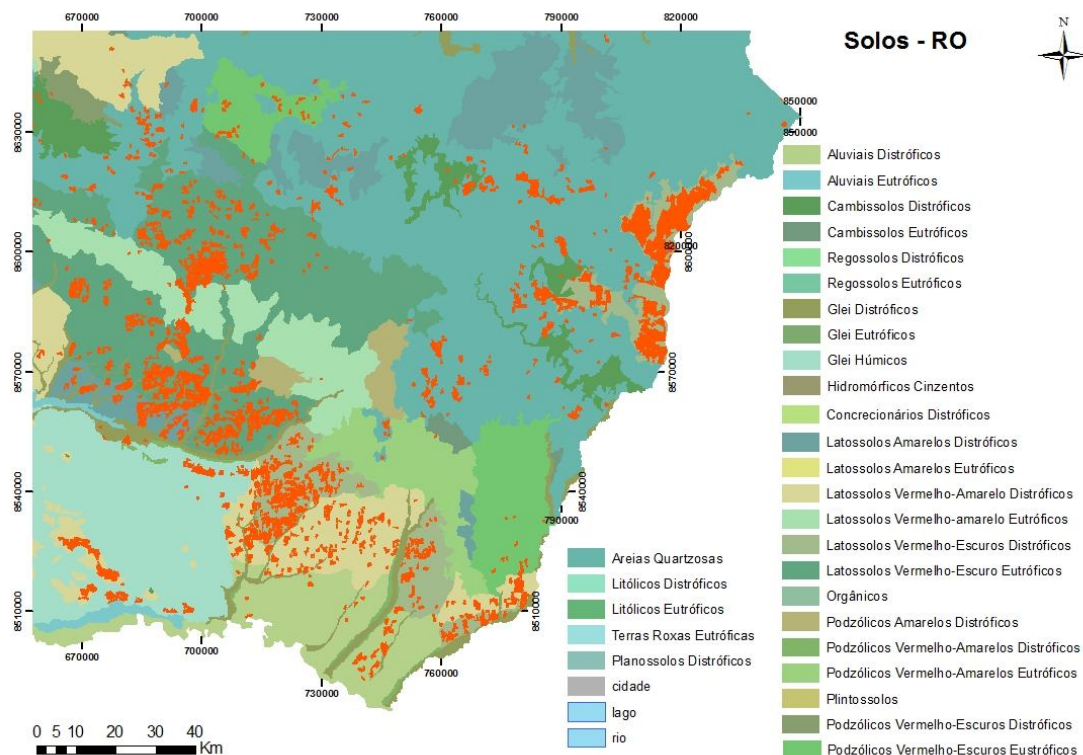 670000 700000 730000 760000 790000 820000
Solos - RO
N
850000
8630000
890000
8600000
820000
8600000
8570000
8570000
8540000
8640000
790000
8510000
8510000
670000 700000
730000
760000
0 5 10 20 30 40
Km
Areias Quartzosas
Litólicos Distróficos
Litólicos Eutróficos
Terras Roxas Eutróficas
Planossolos Distróficos
cidade
lago
rio
Aluviais Distróficos
Aluviais Eutróficos
Cambissolos Distróficos
Cambissolos Eutróficos
Regossolos Distróficos
Regossolos Eutróficos
Glei Distróficos
Glei Eutróficos
Glei Húmicos
Hidromórficos Cinzentos
Concrecionários Distróficos
Latossolos Amarelos Distróficos
Latossolos Amarelos Eutróficos
Latossolos Vermelho-Amarelo Distróficos
Latossolos Vermelho-amarelo Eutróficos
Latossolos Vermelho-Escuros Distróficos
Latossolos Vermelho-Escuro Eutróficos
Orgânicos
Podzólicos Amarelos Distróficos
Podzólicos Vermelho-Amarelos Distróficos
Podzólicos Vermelho-Amarelos Eutróficos
Plintossolos
Podzólicos Vermelho-Escuros Distróficos
Podzólicos Vermelho-Escuros Eustróficos